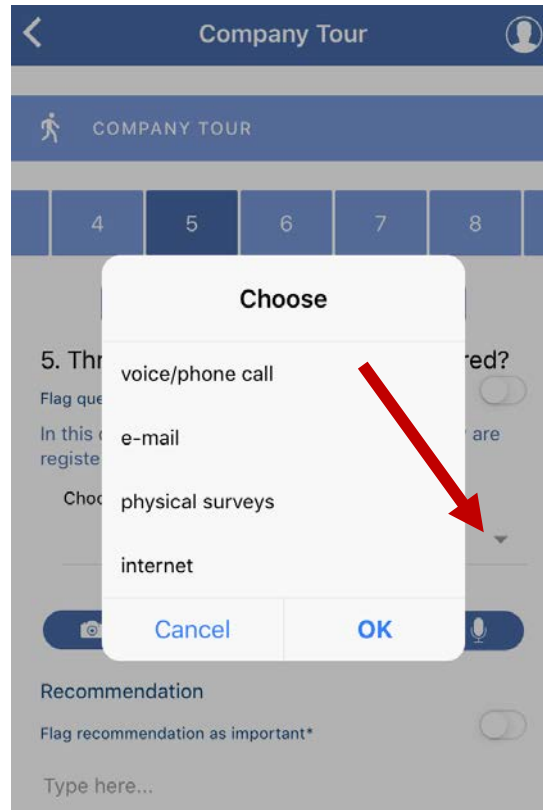 Company Tour
COMPANY TOUR
4 5 6 7 8
Choose
5. Thr
red?
Flag que
In this
are
registe
voice/phone call
e-mail
physical surveys
internet
Cancel OK
Recommendation
Flag recommendation as important*
Type here...